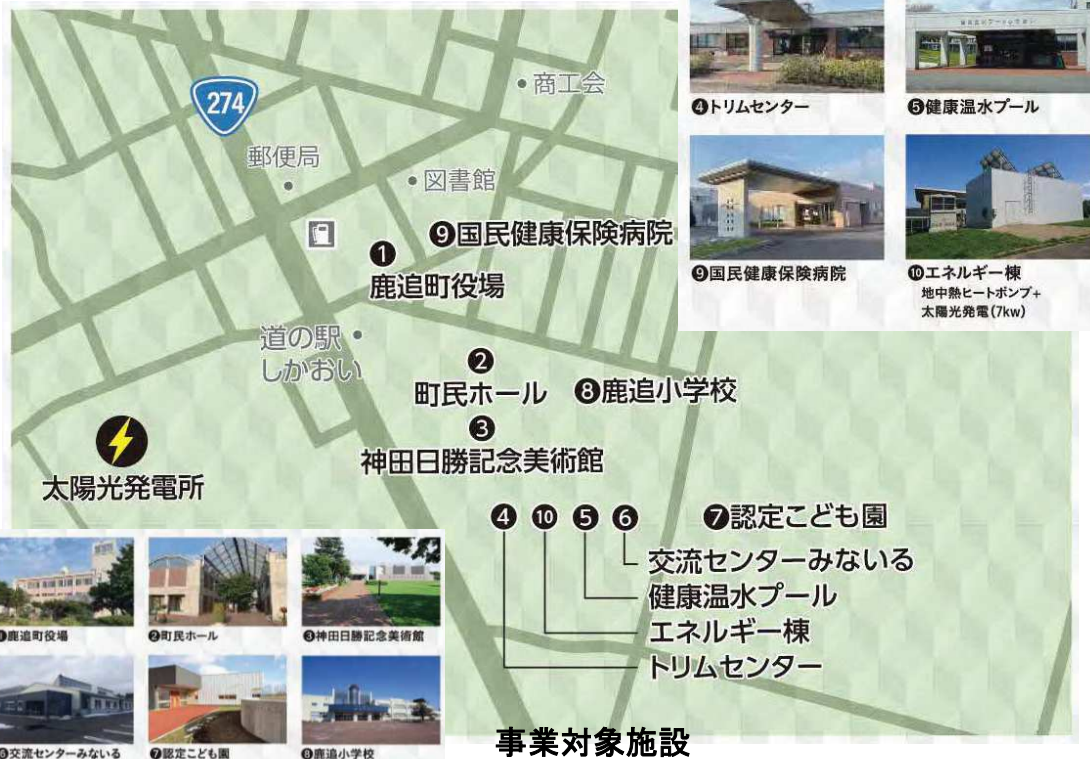 274
商工会
郵便局
図書館
❾国民健康保険病院
❶
鹿追町役場
道の駅
しかおい
❷
町民ホール
❽鹿追小学校
❸
神田日勝記念美術館
太陽光発電所
❹ ❿ ❺ ❻
❼認定こども園
交流センターみないる
健康温水プール
エネルギー棟
トリムセンター
❹トリムセンター
❺健康温水プール
❾国民健康保険病院
❿エネルギー棟
地中熱ヒートポンプ+
太陽光発電(7kw)
❶鹿追町役場
❷町民ホール
❸神田日勝記念美術館
❻交流センターみないる
❼認定こども園
❽鹿追小学校
事業対象施設